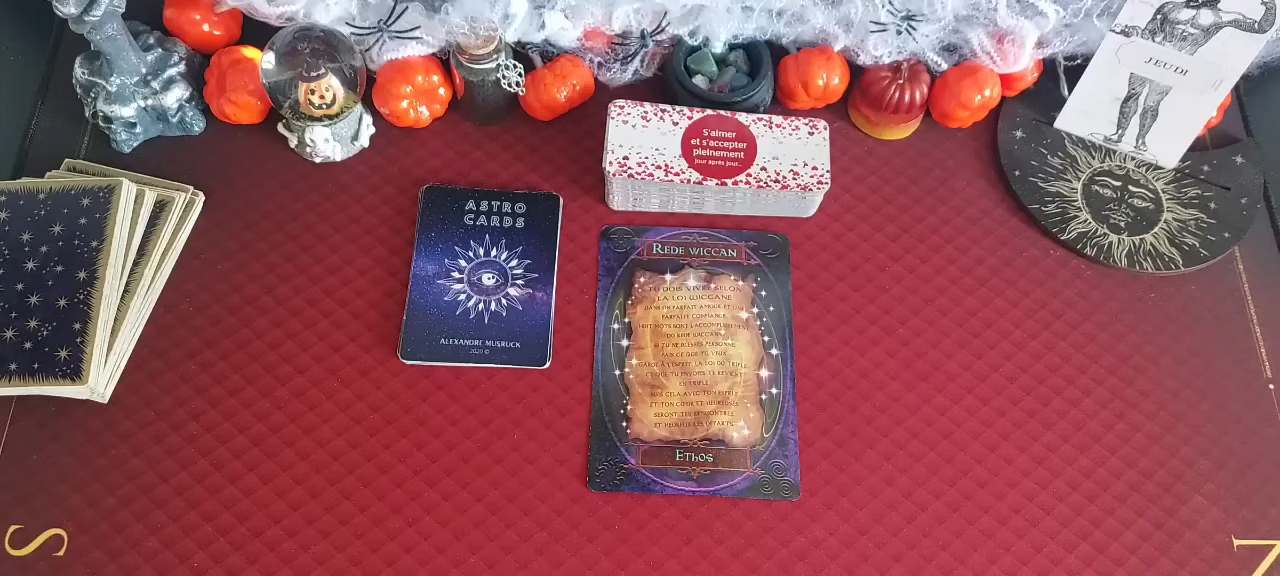 JEUDI
S'aimer
et s'accepter
pleinement
jour après jour...
ASTRO
CARDS
ALEXANDRE MUSRUCK
2020 ©
REDE WICCAN
TU DOIS VIVRE SELON
LA LOI WICCANE
DANS UN PARFAIT AMOUR ET UNE
PARFAITE CONFIANCE.
HUIT MOTS SONT L'ACCOMPLISSEMENT
DU REDE WICCAN
SI TU NE BLESSES PERSONNE,
FAIS CE QUE TU VEUX.
GARDE À L'ESPRIT LA LOI DU TRIPLE,
CE QUE TU ENVOIES TE REVIENT
EN TRIPLE.
SUIS CELA AVEC TON ESPRIT
ET TON CŒUR ET HEUREUSES
SERONT TES RENCONTRES
ET HEUREUX LES DÉPARTS.
ETHOS
S
N